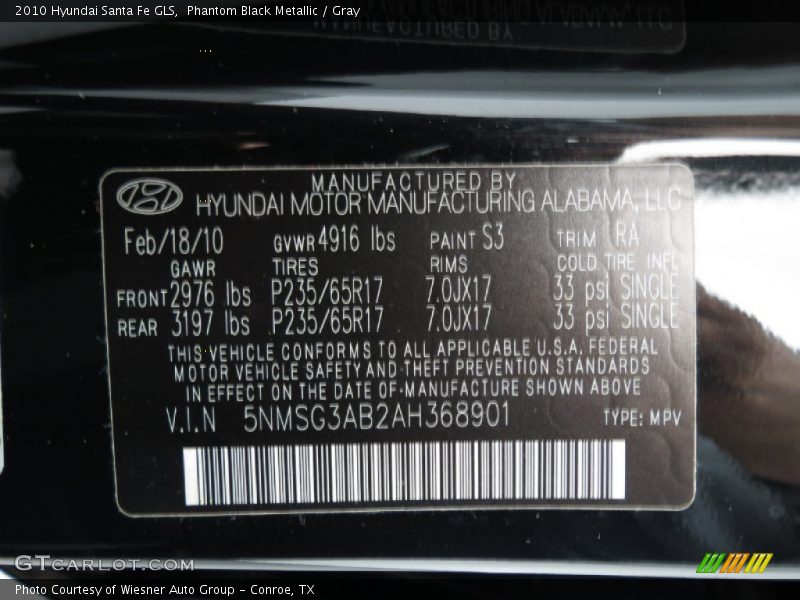 2010 Hyundai Santa Fe GLS, Phantom Black Metallic / Gray
MANUFACTURED BY
HYUNDAI MOTOR MANUFACTURING ALABAMA, LLC
Feb/18/10 GVWR 4916 lbs PAINT S3 TRIM RA
GAWR TIRES RIMS COLD TIRE INFL
FRONT 2976 lbs P235/65R17 7.0JX17 33 psi SINGLE
REAR 3197 lbs P235/65R17 7.0JX17 33 psi SINGLE
THIS VEHICLE CONFORMS TO ALL APPLICABLE U.S.A. FEDERAL
MOTOR VEHICLE SAFETY AND THEFT PREVENTION STANDARDS
IN EFFECT ON THE DATE OF MANUFACTURE SHOWN ABOVE
V.I.N 5NMSG3AB2AH368901 TYPE: MPV
GTCARLOT.COM
Photo Courtesy of Wiesner Auto Group - Conroe, TX